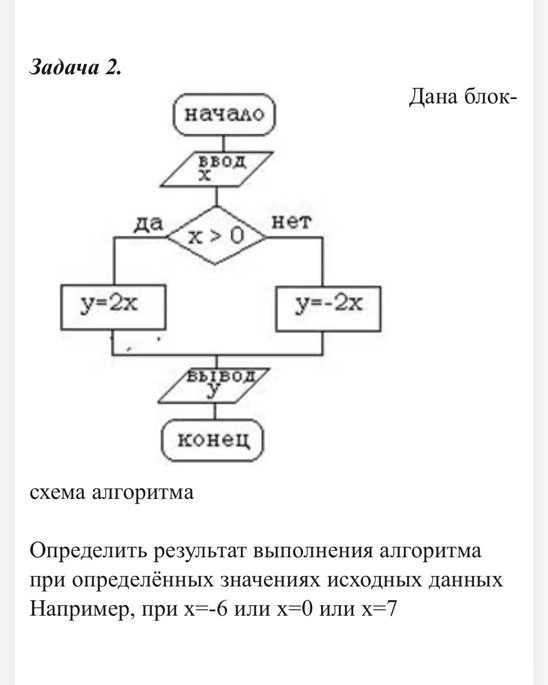 Задача 2.
Дана блок-
начало
ввод
x
да
нет
x > 0
y=2x
y=-2x
вывод
y
конец
схема алгоритма
Определить результат выполнения алгоритма
при определённых значениях исходных данных
Например, при x=-6 или x=0 или x=7